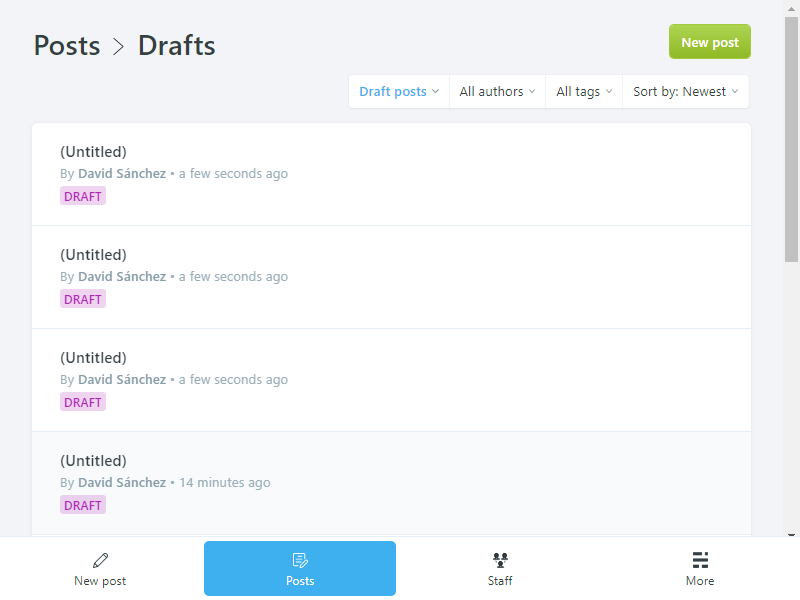 Posts > Drafts
New post
Draft posts
All authors
All tags
Sort by: Newest
(Untitled)
By David Sánchez • a few seconds ago
DRAFT
(Untitled)
By David Sánchez • a few seconds ago
DRAFT
(Untitled)
By David Sánchez • a few seconds ago
DRAFT
(Untitled)
By David Sánchez • 14 minutes ago
DRAFT
New post
Posts
Staff
More